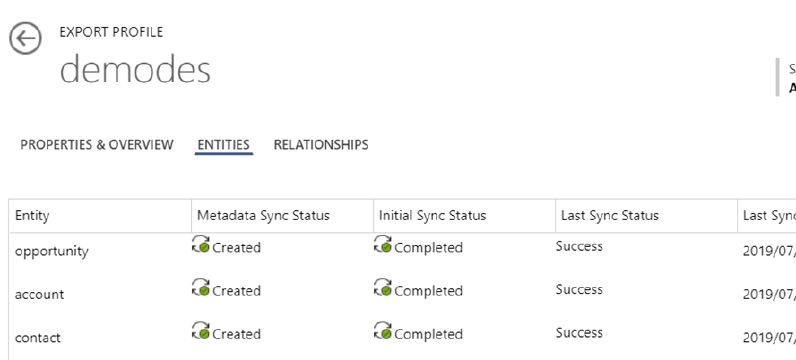 EXPORT PROFILE
demodes
S
A
PROPERTIES & OVERVIEW ENTITIES RELATIONSHIPS
Entity Metadata Sync Status Initial Sync Status Last Sync Status Last Sync
opportunity Created Completed Success 2019/07/
account Created Completed Success 2019/07/
contact Created Completed Success 2019/07/